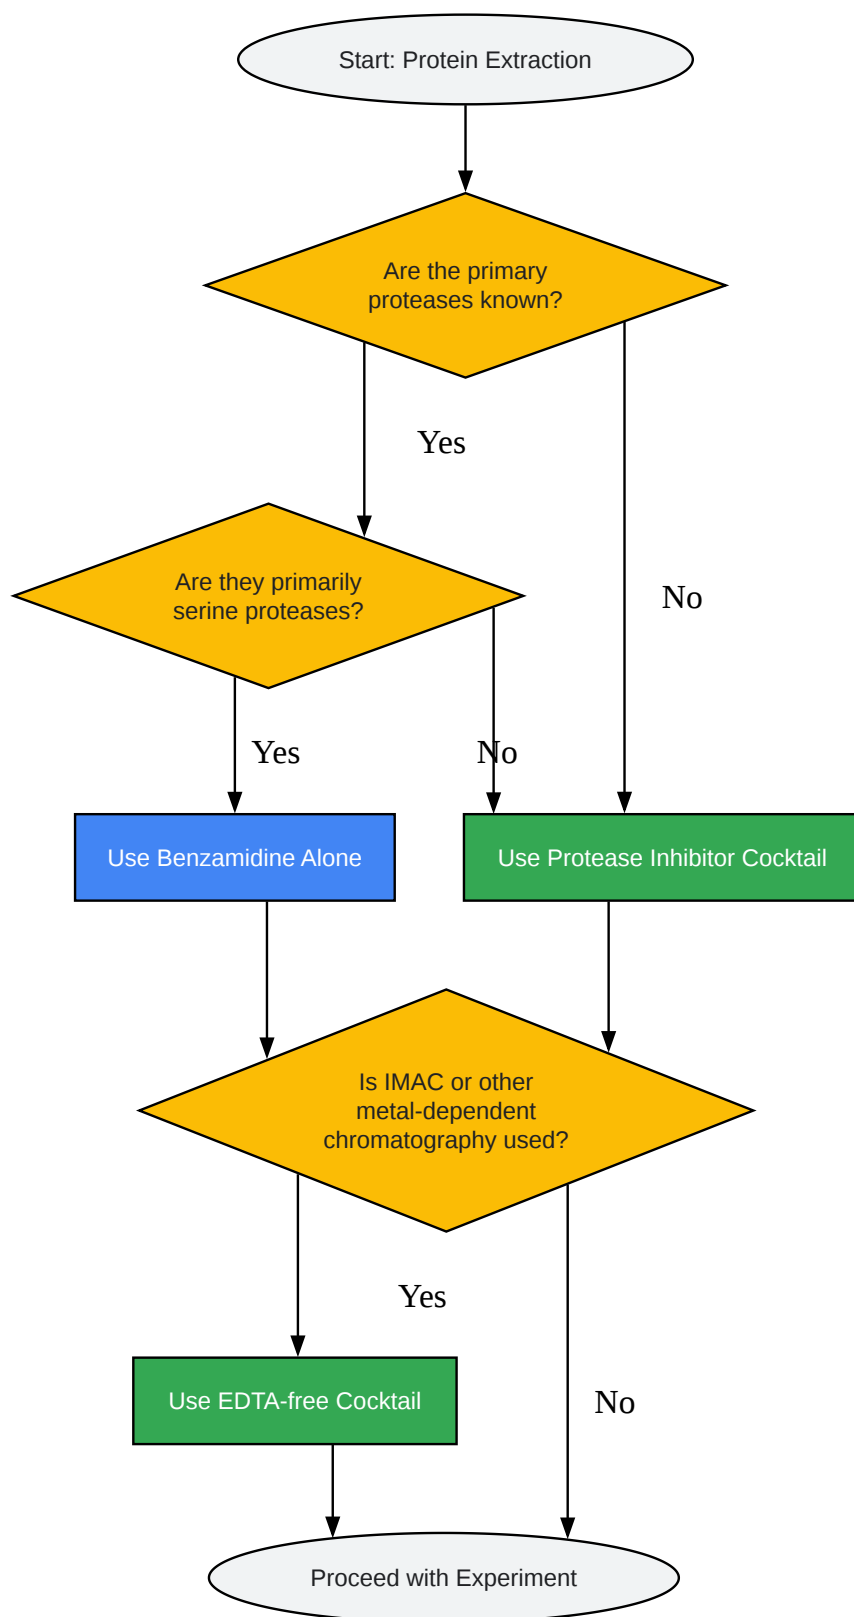 Start: Protein Extraction
Are the primary
proteases known?
Yes
Are they primarily
serine proteases?
No
Yes
No
Use Benzamidine Alone
Use Protease Inhibitor Cocktail
Is IMAC or other
metal-dependent
chromatography used?
Yes
Use EDTA-free Cocktail
No
Proceed with Experiment